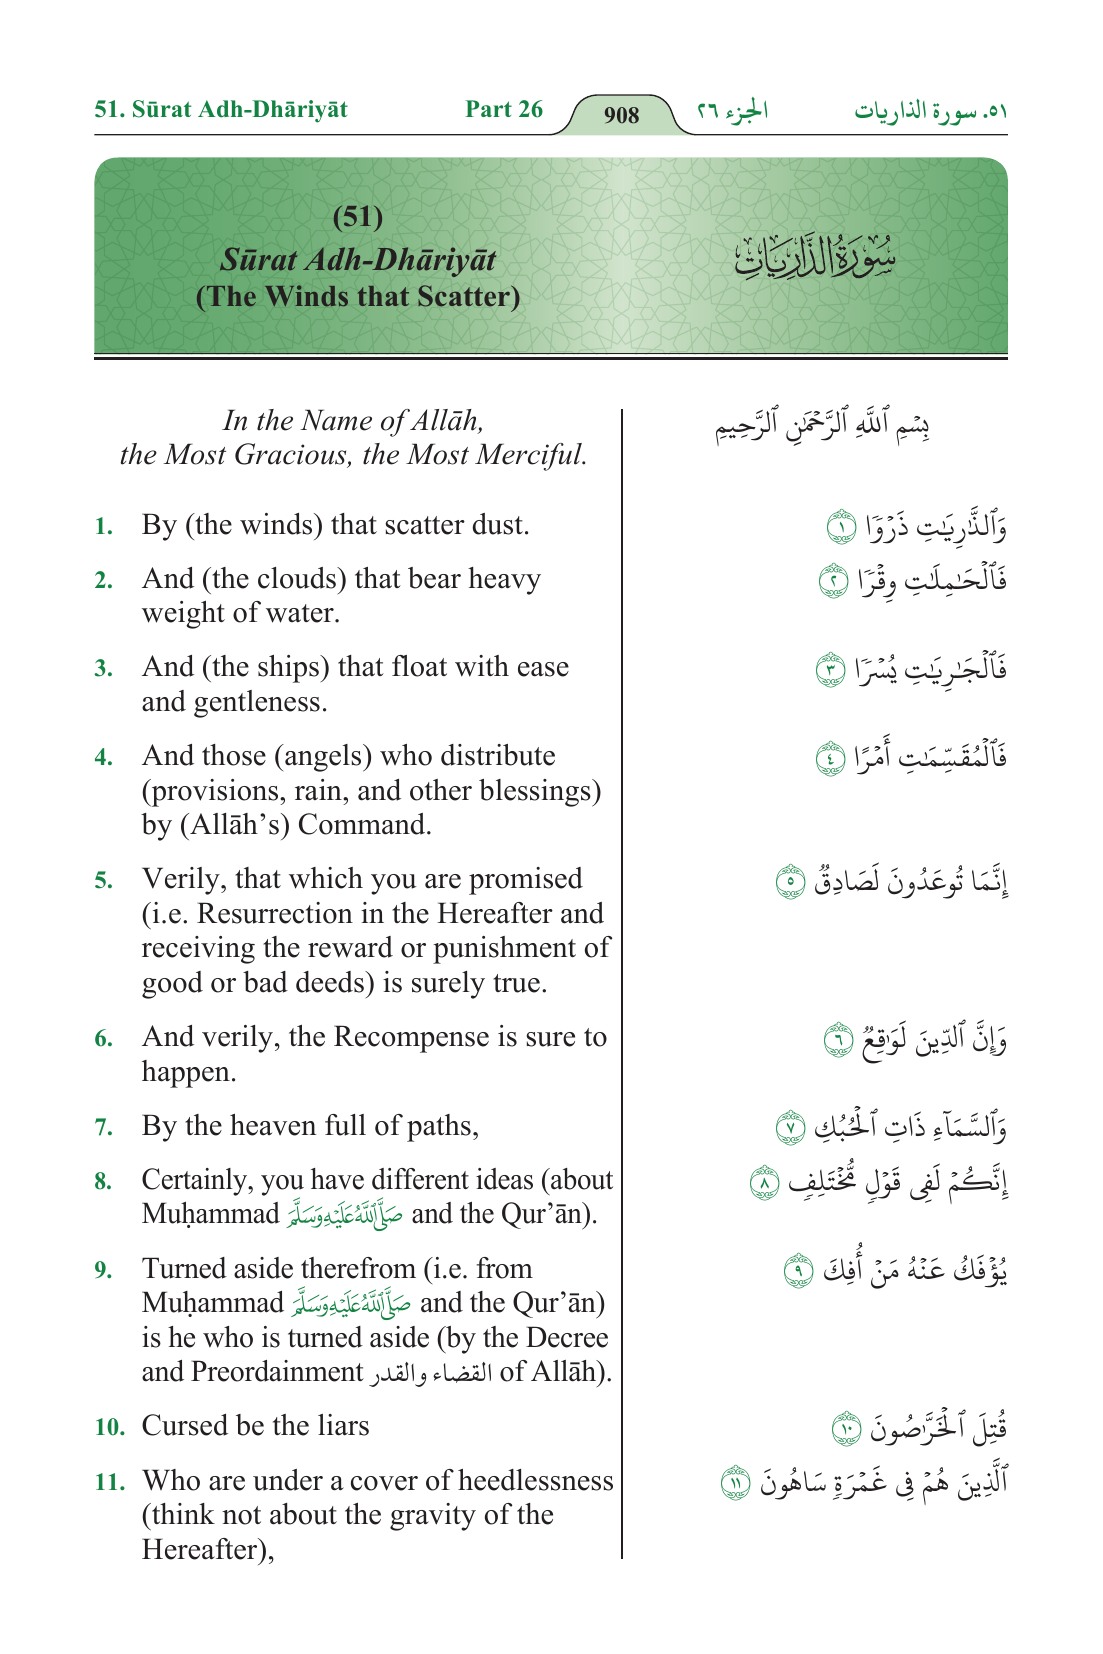 51. Sūrat Adh-Dhāriyāt Part 26 908 الجزء ٢٦ ٥١. سورة الذاريات
(51)
Sūrat Adh-Dhāriyāt
(The Winds that Scatter)
سُورَةُ الذَّارِيَاتِ
In the Name of Allāh,
the Most Gracious, the Most Merciful.
بِسْمِ ٱللَّهِ ٱلرَّحْمَٰنِ ٱلرَّحِيمِ
1. By (the winds) that scatter dust.
وَٱلذَّٰرِيَٰتِ ذَرْوًا ١
2. And (the clouds) that bear heavy
weight of water.
فَٱلْحَٰمِلَٰتِ وِقْرًا ٢
3. And (the ships) that float with ease
and gentleness.
فَٱلْجَٰرِيَٰتِ يُسْرًا ٣
4. And those (angels) who distribute
(provisions, rain, and other blessings)
by (Allāh’s) Command.
فَٱلْمُقَسِّمَٰتِ أَمْرًا ٤
5. Verily, that which you are promised
(i.e. Resurrection in the Hereafter and
receiving the reward or punishment of
good or bad deeds) is surely true.
إِنَّمَا تُوعَدُونَ لَصَادِقٌ ٥
6. And verily, the Recompense is sure to
happen.
وَإِنَّ ٱلدِّينَ لَوَٰقِعٌ ٦
7. By the heaven full of paths,
وَٱلسَّمَآءِ ذَاتِ ٱلْحُبُكِ ٧
8. Certainly, you have different ideas (about
Muḥammad صَلَّى ٱللَّهُ عَلَيْهِ وَسَلَّمَ and the Qur’ān).
إِنَّكُمْ لَفِى قَوْلٍ مُّخْتَلِفٍ ٨
9. Turned aside therefrom (i.e. from
Muḥammad صَلَّى ٱللَّهُ عَلَيْهِ وَسَلَّمَ and the Qur’ān)
is he who is turned aside (by the Decree
and Preordainment القضاء والقدر of Allāh).
يُؤْفَكُ عَنْهُ مَنْ أُفِكَ ٩
10. Cursed be the liars
قُتِلَ ٱلْخَرَّٰصُونَ ١٠
11. Who are under a cover of heedlessness
(think not about the gravity of the
Hereafter),
ٱلَّذِينَ هُمْ فِى غَمْرَةٍ سَاهُونَ ١١